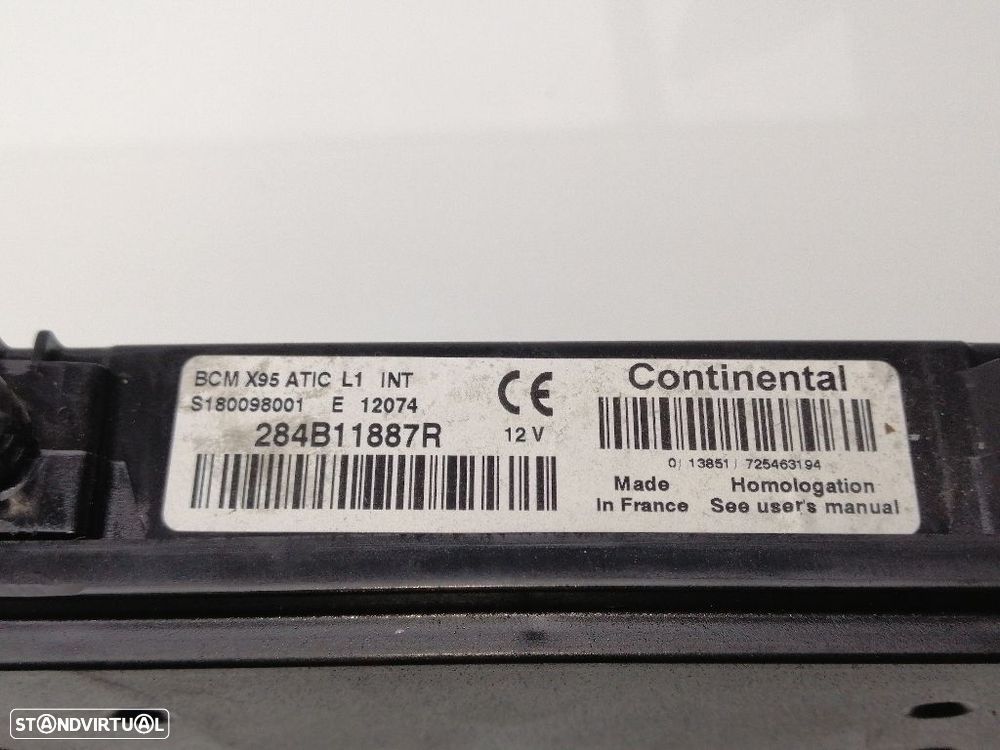 BCM X95 ATIC L1 INT
S180098001 E 12074
284B11887R
12 V
CE
Continental
0| 13851| 725463194
Made
In France
Homologation
See user's manual
STANDVIRTUAL